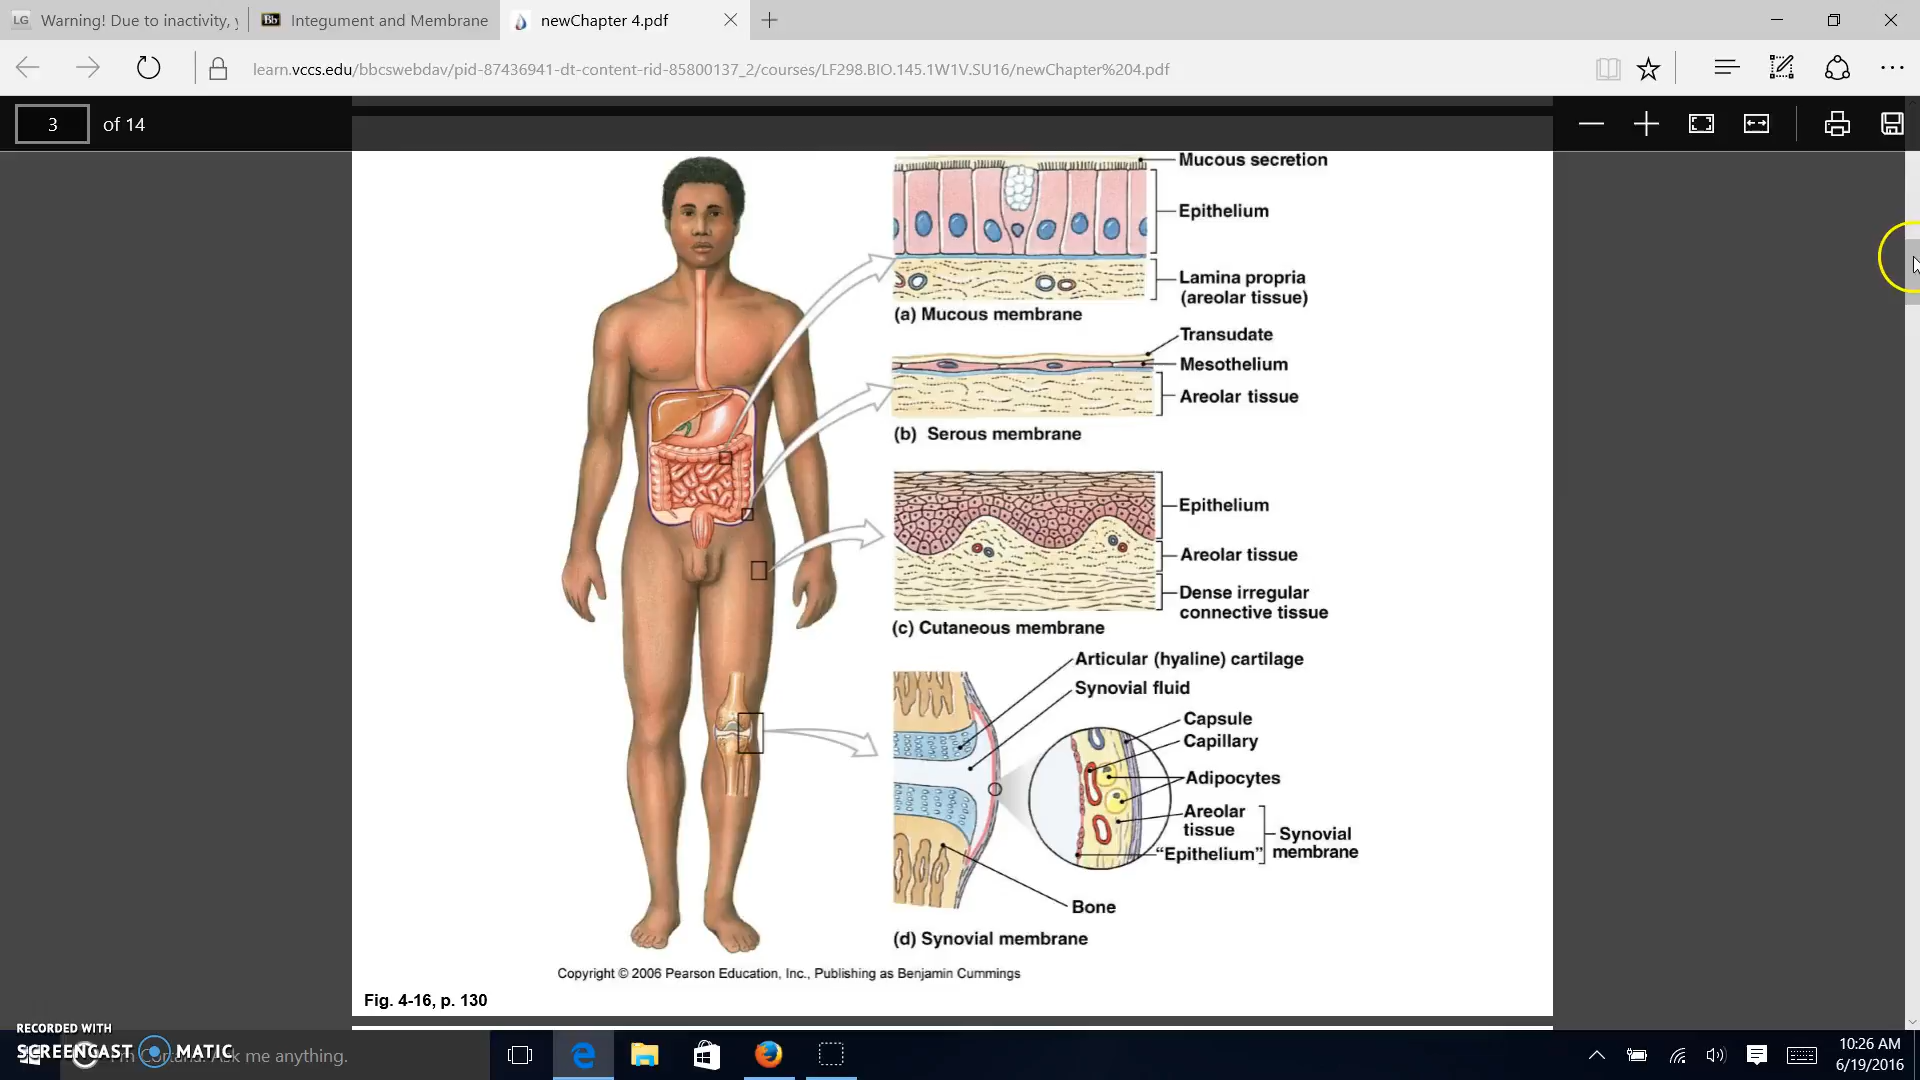 LG Warning! Due to inactivity, y
Bb Integument and Membrane
newChapter 4.pdf
learn.vccs.edu/bbcswebdav/pid-87436941-dt-content-rid-85800137_2/courses/LF298.BIO.145.1W1V.SU16/newChapter%204.pdf
3 of 14
Mucous secretion
Epithelium
Lamina propria
(areolar tissue)
(a) Mucous membrane
Transudate
Mesothelium
Areolar tissue
(b) Serous membrane
Epithelium
Areolar tissue
Dense irregular
connective tissue
(c) Cutaneous membrane
Articular (hyaline) cartilage
Synovial fluid
Capsule
Capillary
Adipocytes
Areolar
tissue
"Epithelium"
Synovial
membrane
Bone
(d) Synovial membrane
Copyright © 2006 Pearson Education, Inc., Publishing as Benjamin Cummings
Fig. 4-16, p. 130
RECORDED WITH
SCREENCAST MATIC
Ask me anything.
10:26 AM
6/19/2016